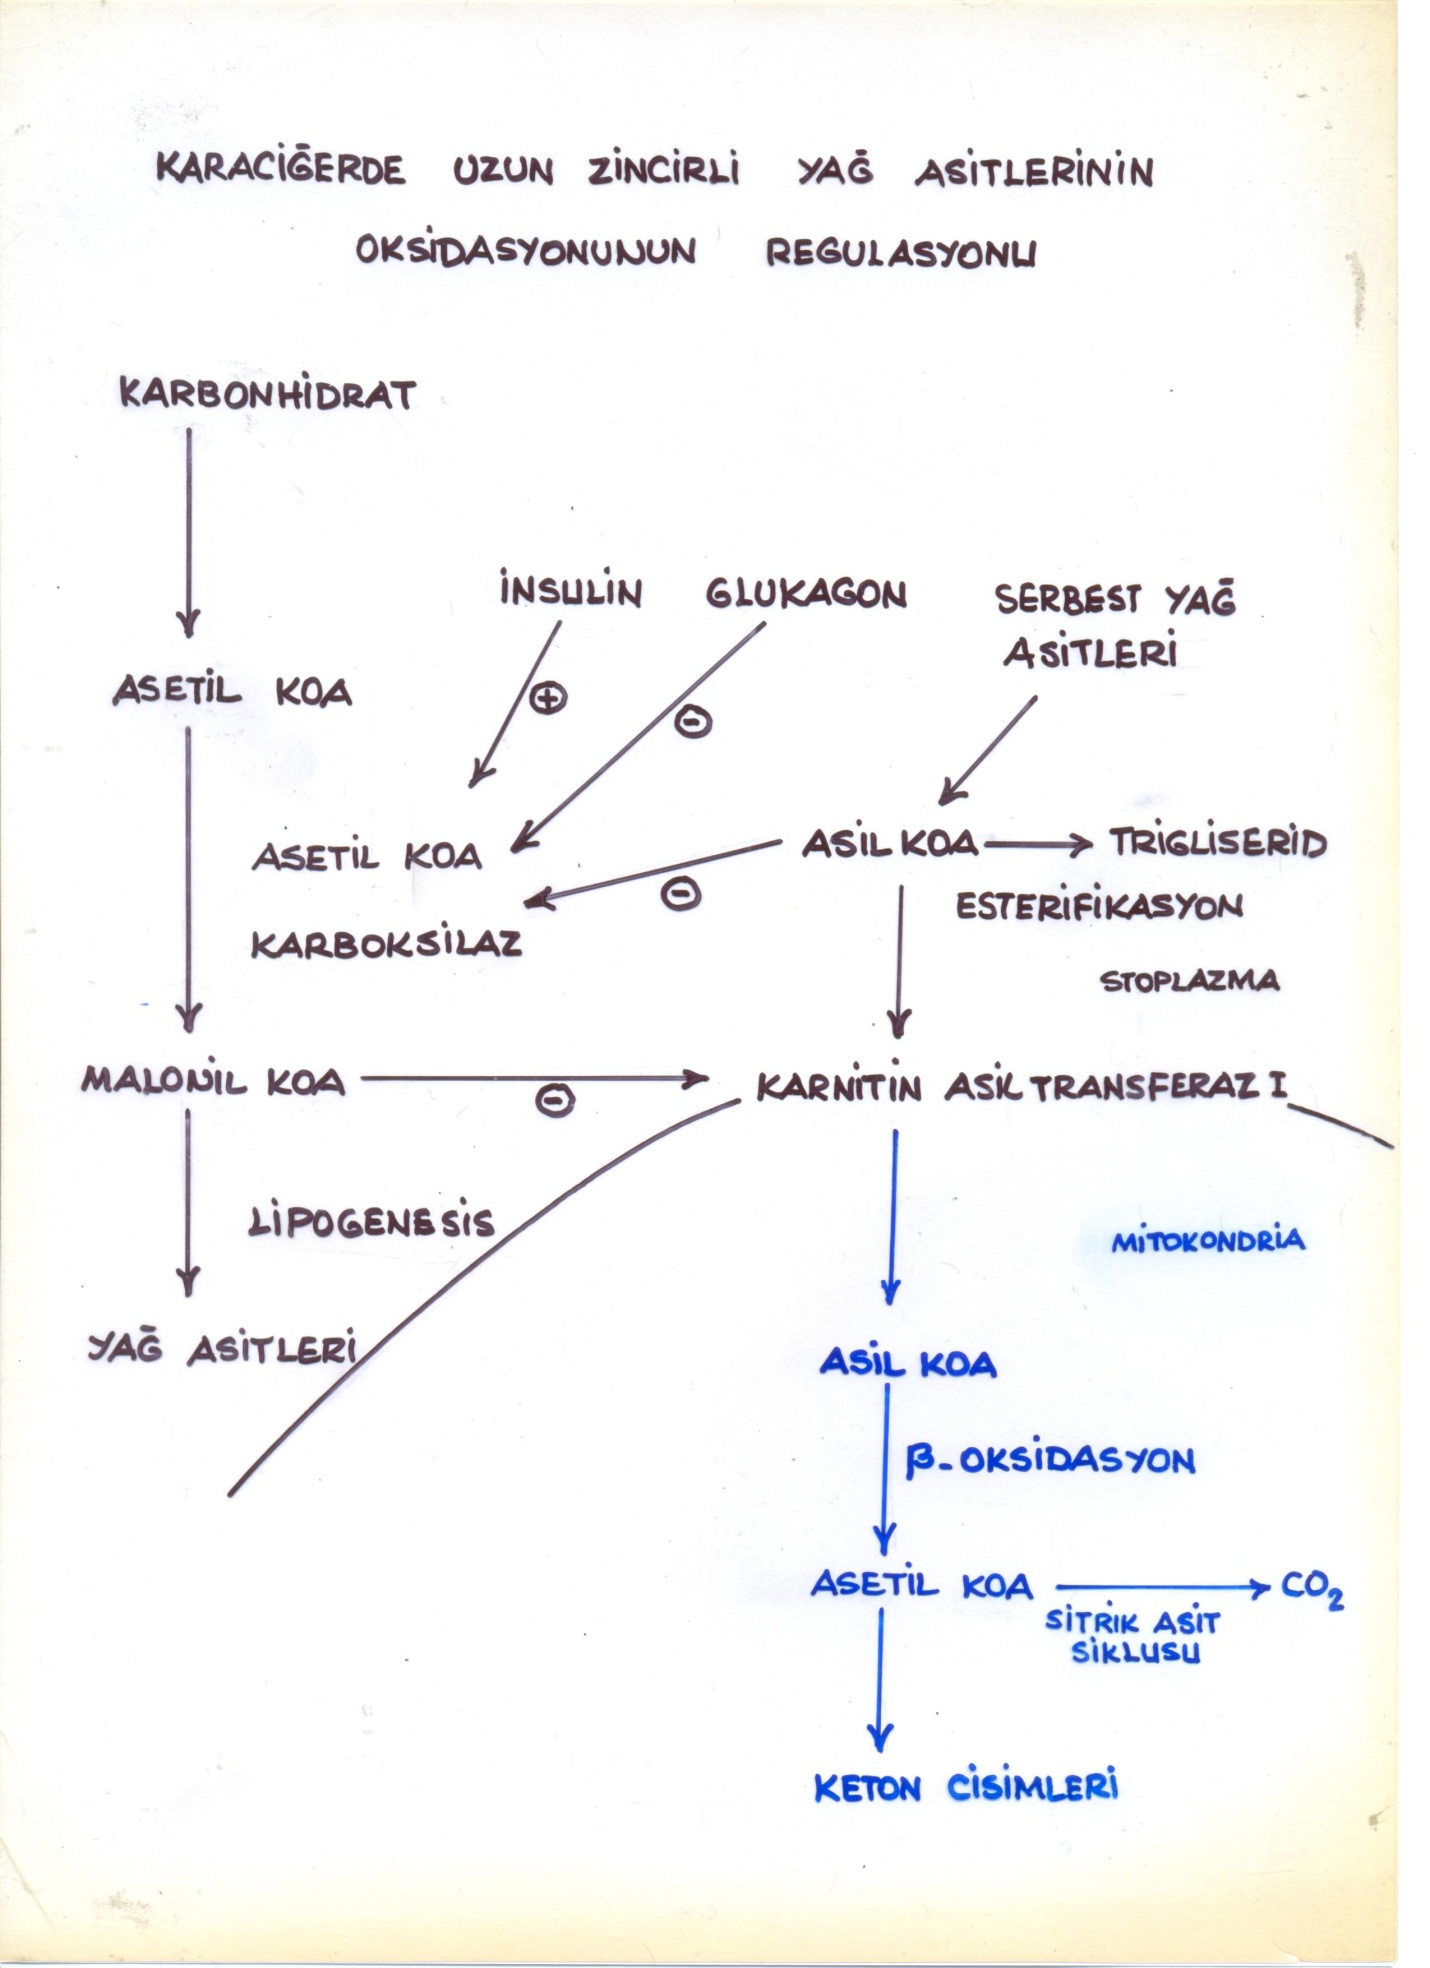 KARACİĞERDE UZUN ZİNCİRLİ YAĞ ASİTLERİNİN
OKSİDASYONUNUN REGULASYONU
KARBONHİDRAT
İNSULİN GLUKAGON SERBEST YAĞ
ASİTLERİ
ASETİL KOA
+
-
ASETİL KOA
KARBOKSİLAZ
-
ASİL KOA TRİGLİSERİD
ESTERİFİKASYON
STOPLAZMA
MALONİL KOA
-
KARNİTİN ASİL TRANSFERAZ I
LİPOGENESİS
MİTOKONDRİA
YAĞ ASİTLERİ
ASİL KOA
β-OKSİDASYON
ASETİL KOA CO₂
SİTRİK ASİT
SİKLUSU
KETON CİSİMLERİ